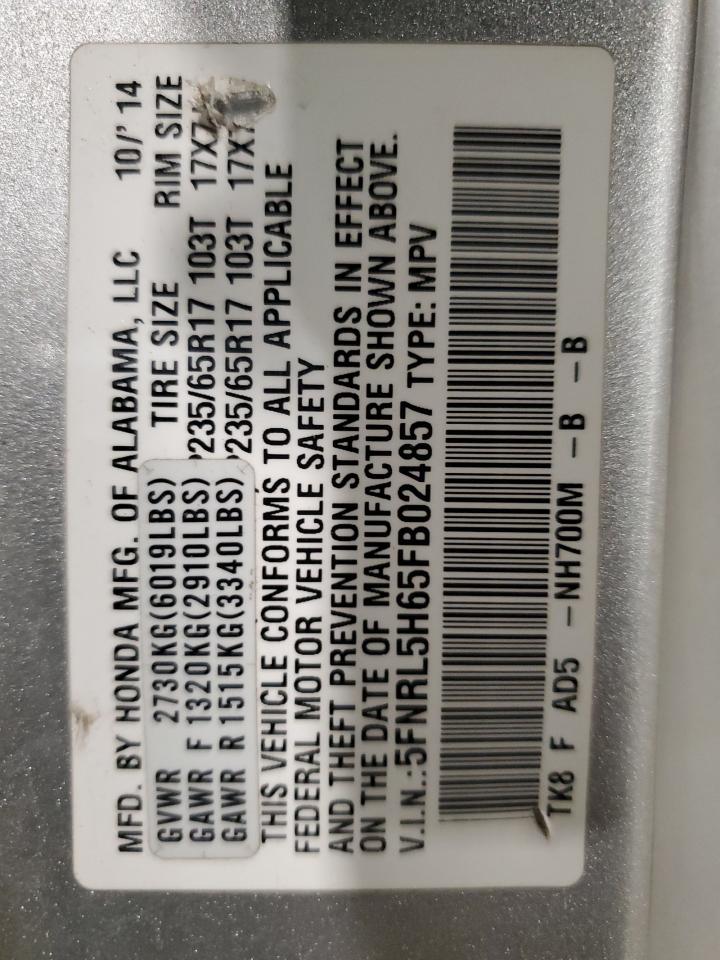 MFD. BY HONDA MFG. OF ALABAMA, LLC 10/'14
TIRE SIZE RIM SIZE
GVWR 2730KG(6019LBS)
GAWR F 1320KG(2910LBS) P235/65R17 103T 17X7
GAWR R 1515KG(3340LBS) P235/65R17 103T 17X7
THIS VEHICLE CONFORMS TO ALL APPLICABLE
FEDERAL MOTOR VEHICLE SAFETY
AND THEFT PREVENTION STANDARDS IN EFFECT
ON THE DATE OF MANUFACTURE SHOWN ABOVE.
V.I.N.:5FNRL5H65FB024857 TYPE: MPV
TK8 F AD5 -NH700M -B -B